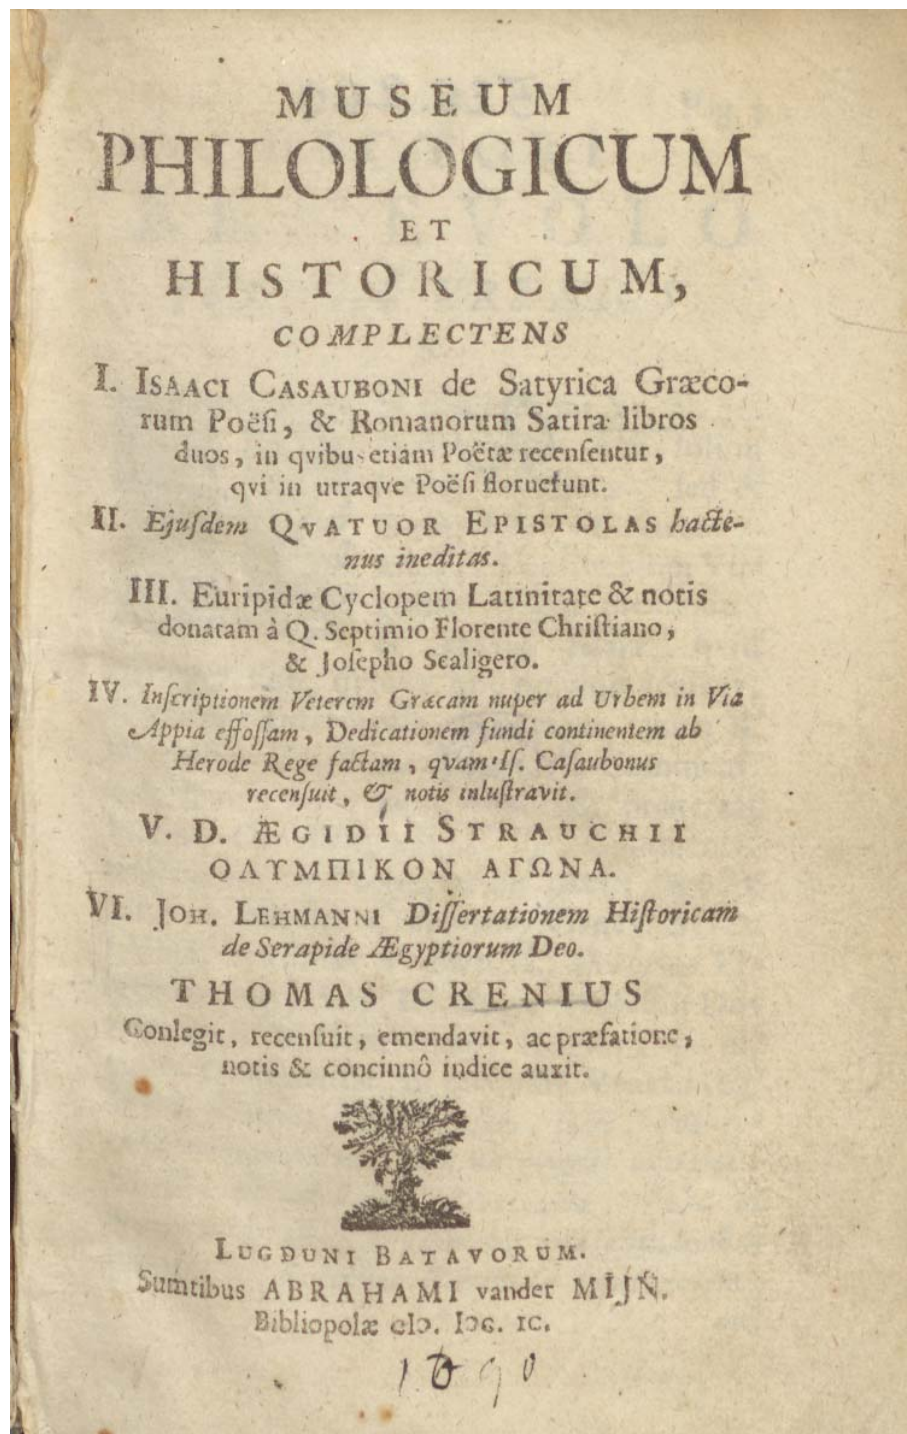 MUSEUM
PHILOLOGICUM
ET
HISTORICUM,
COMPLECTENS
I. ISAACI CASAUBONI de Satyrica Græco-
rum Poëſi, & Romanorum Satira libros
duos, in qvibus etiam Poëtæ recenſentur,
qvi in utraqve Poëſi floruerunt.
II. Ejuſdem QVATUOR EPISTOLAS hacte-
nus ineditas.
III. Euripidæ Cyclopem Latinitate & notis
donatam à Q. Septimio Florente Chriſtiano,
& Joſepho Scaligero.
IV. Inſcriptionem Veterem Græcam nuper ad Urbem in Via
Appia effoſſam, Dedicationem fundi continentem ab
Herode Rege factam, qvam Iſ. Caſaubonus
recenſuit, & notis inluſtravit.
V. D. ÆGIDII STRAUCHII
ΟΛΥΜΠΙΚΟΝ ΑΓΩΝΑ.
VI. JOH. LEHMANNI Diſſertationem Hiſtoricam
de Serapide Ægyptiorum Deo.
THOMAS CRENIUS
Conlegit, recenſuit, emendavit, ac præfatione,
notis & concinnô indice auxit.
LUGDUNI BATAVORUM.
Sumtibus ABRAHAMI vander MIJN.
Bibliopolæ cIɔ. Iɔc. IC.
1690